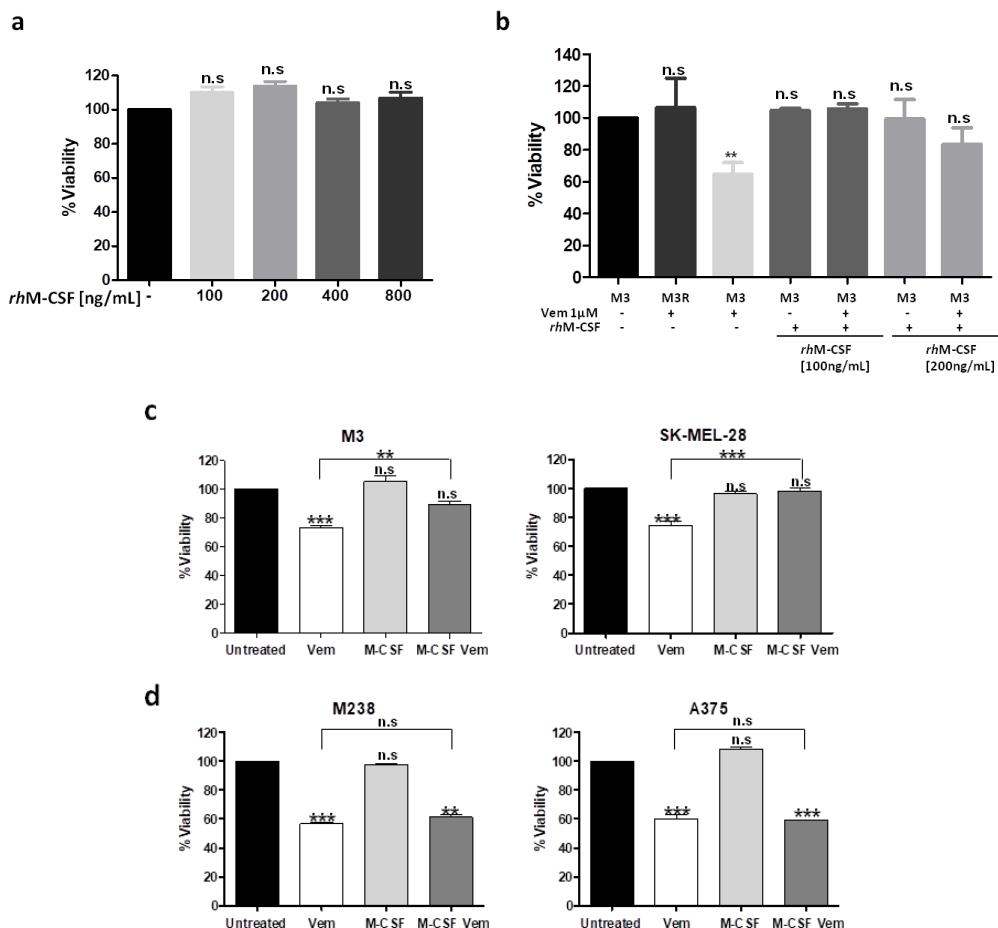 a
% Viability
120
100
80
60
40
20
0
n.s
n.s
n.s
n.s
rhM-CSF [ng/mL] - 100 200 400 800
b
% Viability
140
120
100
80
60
40
20
0
n.s
**
n.s
n.s
n.s
n.s
M3 M3R M3 M3 M3 M3 M3
Vem 1µM - + + - + - +
rhM-CSF - - - + + + +
rhM-CSF [100ng/mL]
rhM-CSF [200ng/mL]
c
M3
% Viability
120
100
80
60
40
20
0
**
***
n.s
n.s
Untreated Vem M-CSF M-CSF Vem
SK-MEL-28
% Viability
120
100
80
60
40
20
0
***
***
n.s
n.s
Untreated Vem M-CSF M-CSF Vem
d
M238
% Viability
120
100
80
60
40
20
0
n.s
***
n.s
**
Untreated Vem M-CSF M-CSF Vem
A375
% Viability
120
100
80
60
40
20
0
n.s
***
n.s
***
Untreated Vem M-CSF M-CSF Vem